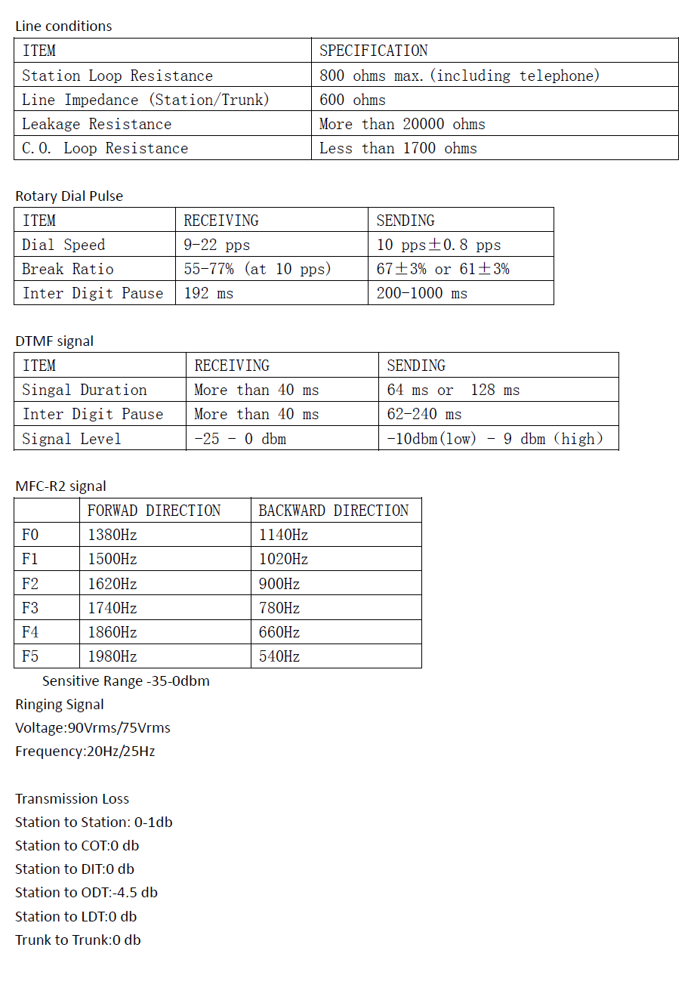 Line conditions
ITEM SPECIFICATION
Station Loop Resistance 800 ohms max.(including telephone)
Line Impedance (Station/Trunk) 600 ohms
Leakage Resistance More than 20000 ohms
C.O. Loop Resistance Less than 1700 ohms
Rotary Dial Pulse
ITEM RECEIVING SENDING
Dial Speed 9-22 pps 10 pps±0.8 pps
Break Ratio 55-77% (at 10 pps) 67±3% or 61±3%
Inter Digit Pause 192 ms 200-1000 ms
DTMF signal
ITEM RECEIVING SENDING
Singal Duration More than 40 ms 64 ms or 128 ms
Inter Digit Pause More than 40 ms 62-240 ms
Signal Level -25 - 0 dbm -10dbm(low) - 9 dbm (high)
MFC-R2 signal
FORWAD DIRECTION BACKWARD DIRECTION
F0 1380Hz 1140Hz
F1 1500Hz 1020Hz
F2 1620Hz 900Hz
F3 1740Hz 780Hz
F4 1860Hz 660Hz
F5 1980Hz 540Hz
Sensitive Range -35-0dbm
Ringing Signal
Voltage:90Vrms/75Vrms
Frequency:20Hz/25Hz
Transmission Loss
Station to Station: 0-1db
Station to COT:0 db
Station to DIT:0 db
Station to ODT:-4.5 db
Station to LDT:0 db
Trunk to Trunk:0 db